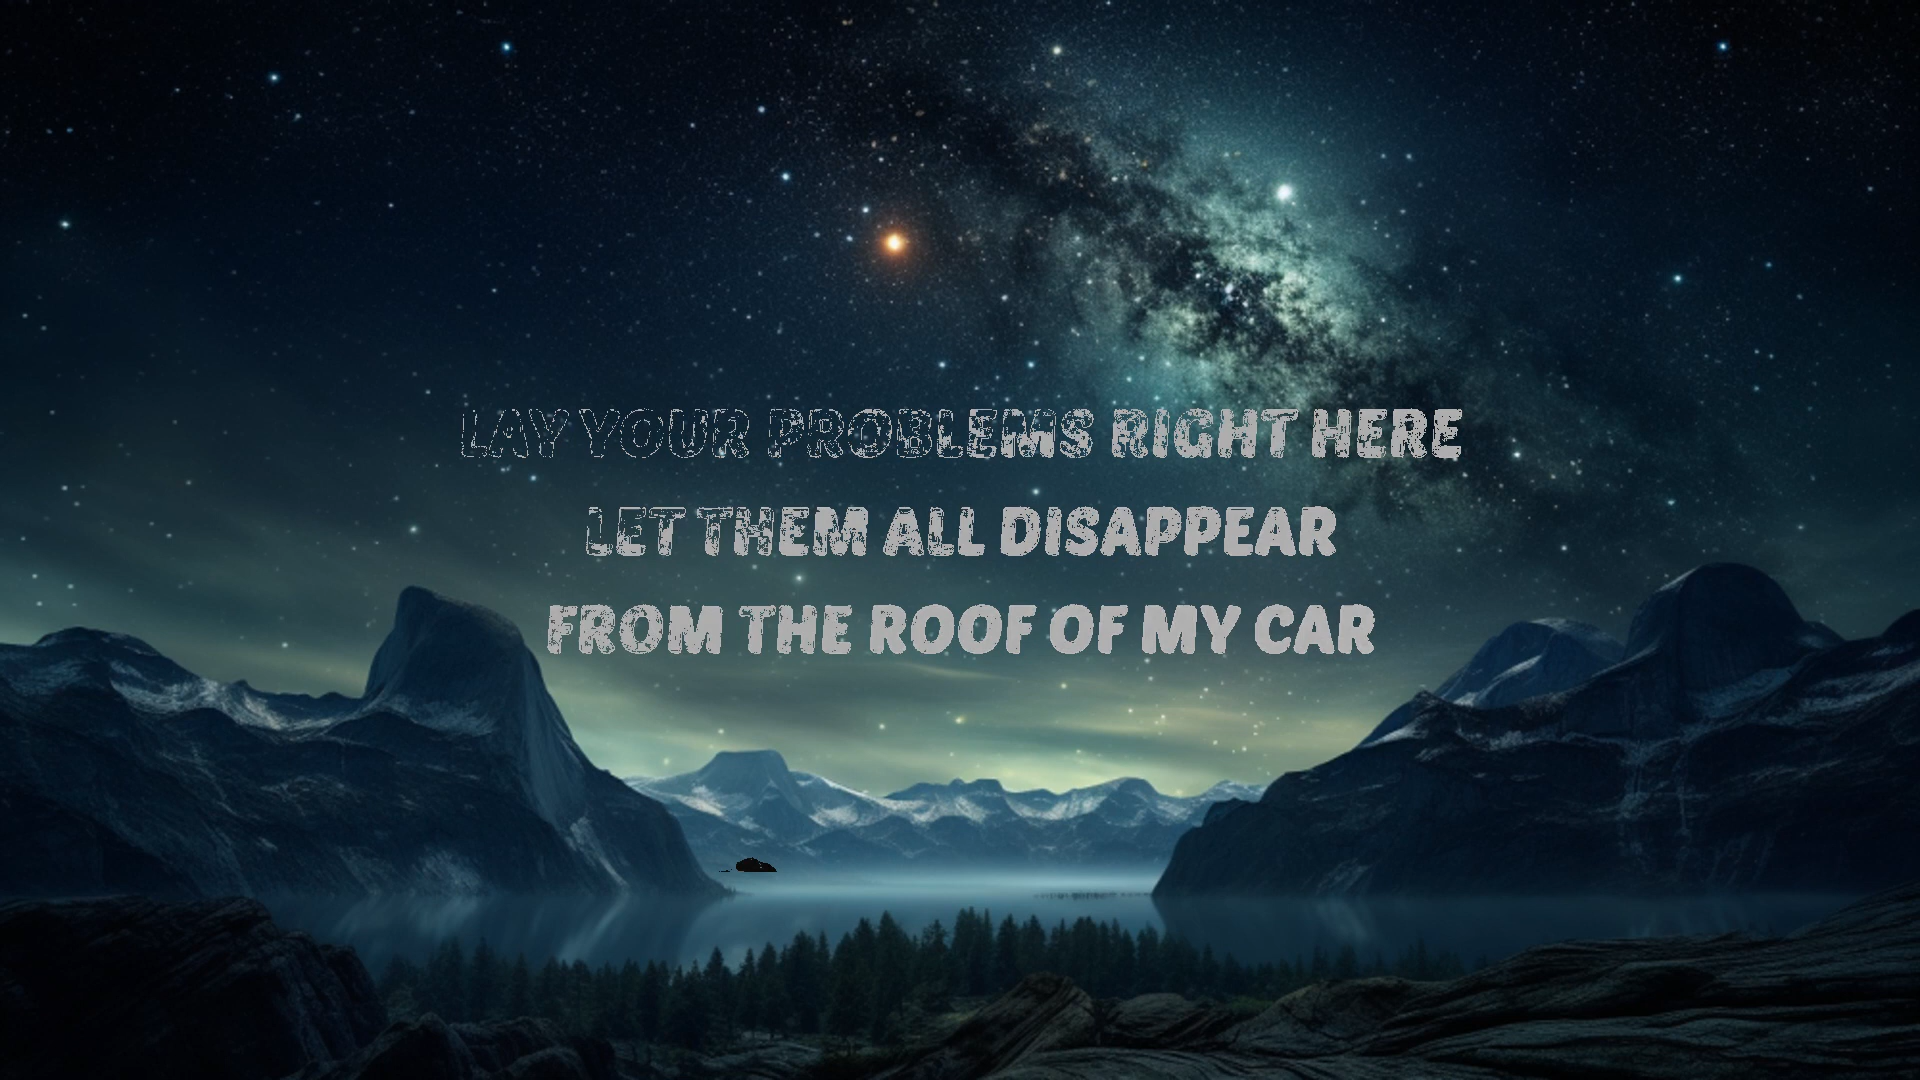 LAY YOUR PROBLEMS RIGHT HERE
LET THEM ALL DISAPPEAR
FROM THE ROOF OF MY CAR